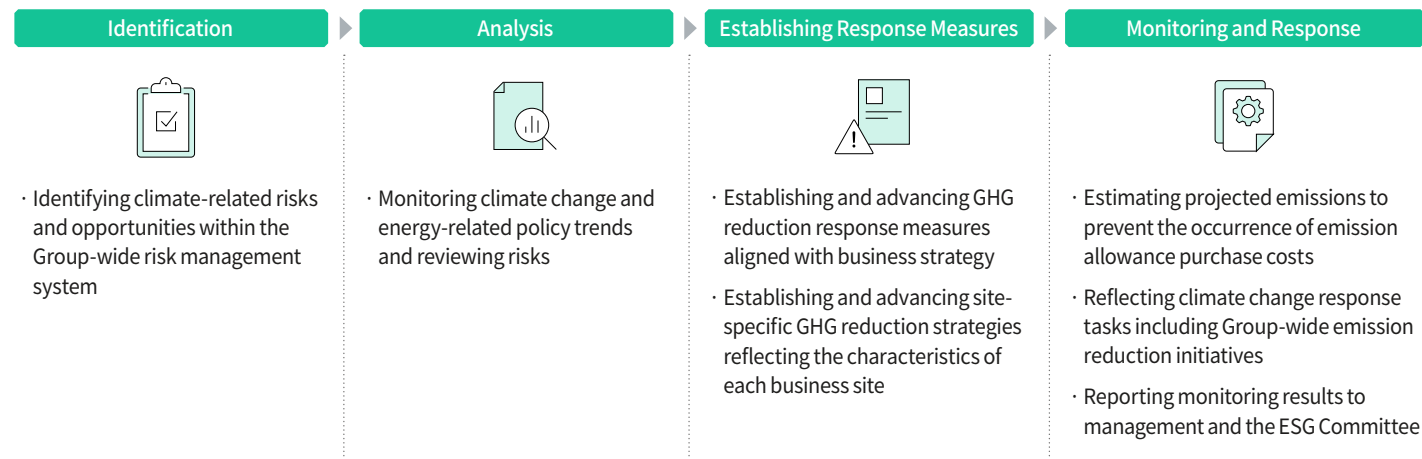 Identification
· Identifying climate-related risks
and opportunities within the
Group-wide risk management
system
Analysis
· Monitoring climate change and
energy-related policy trends
and reviewing risks
Establishing Response Measures
· Establishing and advancing GHG
reduction response measures
aligned with business strategy
· Establishing and advancing site-
specific GHG reduction strategies
reflecting the characteristics of
each business site
Monitoring and Response
· Estimating projected emissions to
prevent the occurrence of emission
allowance purchase costs
· Reflecting climate change response
tasks including Group-wide emission
reduction initiatives
· Reporting monitoring results to
management and the ESG Committee